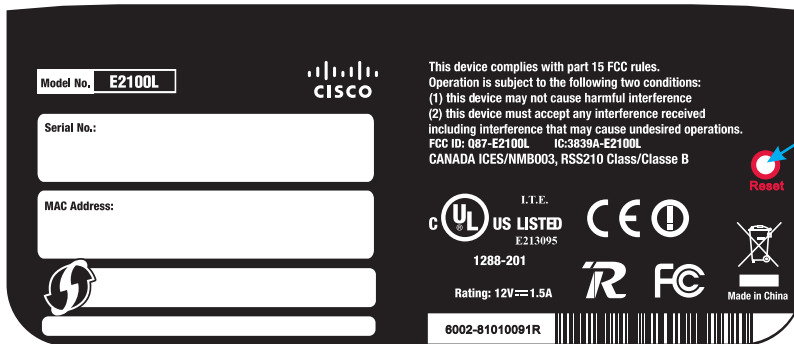 Model No. E2100L
CISCO
Serial No.:
MAC Address:
This device complies with part 15 FCC rules.
Operation is subject to the following two conditions:
(1) this device may not cause harmful interference
(2) this device must accept any interference received
including interference that may cause undesired operations.
FCC ID: Q87-E2100L IC:3839A-E2100L
CANADA ICES/NMB003, RSS210 Class/Classe B
Reset
I.T.E.
C UL ® US LISTED
E213095
CE
1288-201
Rating: 12V⎓1.5A
FC
Made in China
6002-81010091R